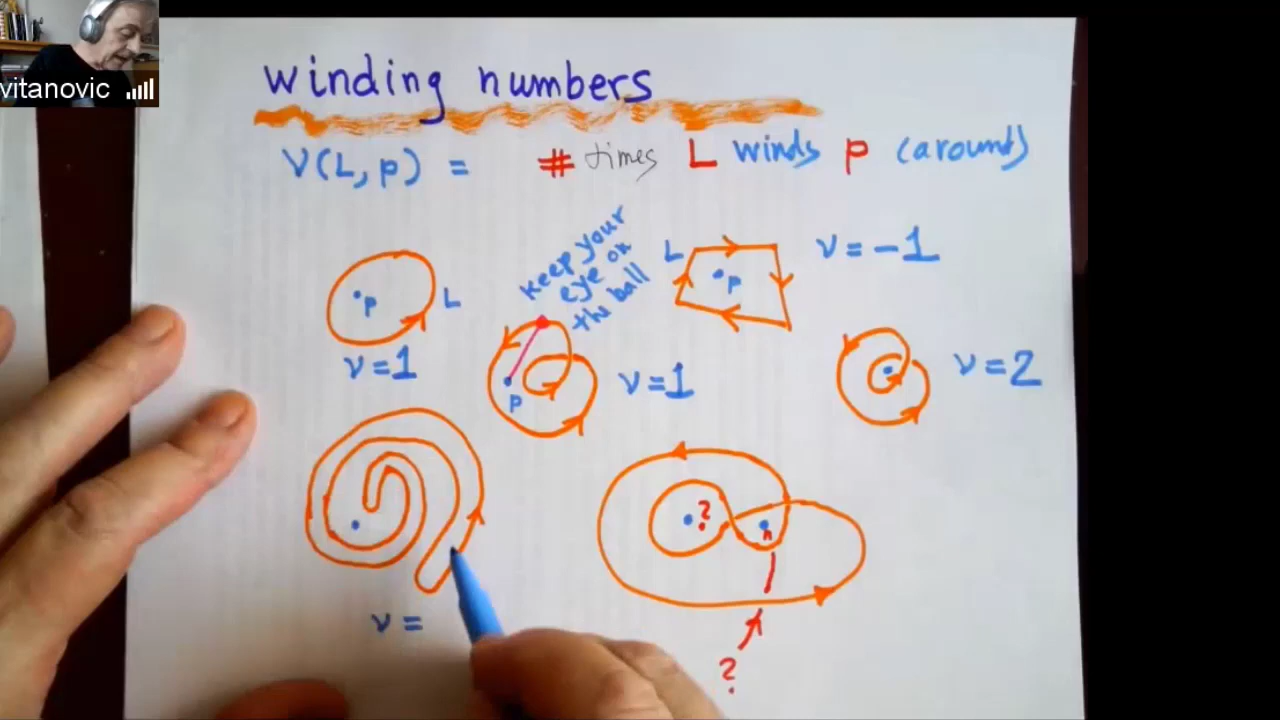 vitanovic
winding numbers
ν(L, p) = # times L winds p (around)
keep your
eye on
the ball
L
ν = -1
p
p
L
ν = 1
p
ν = 1
ν = 2
?
n
ν =
?